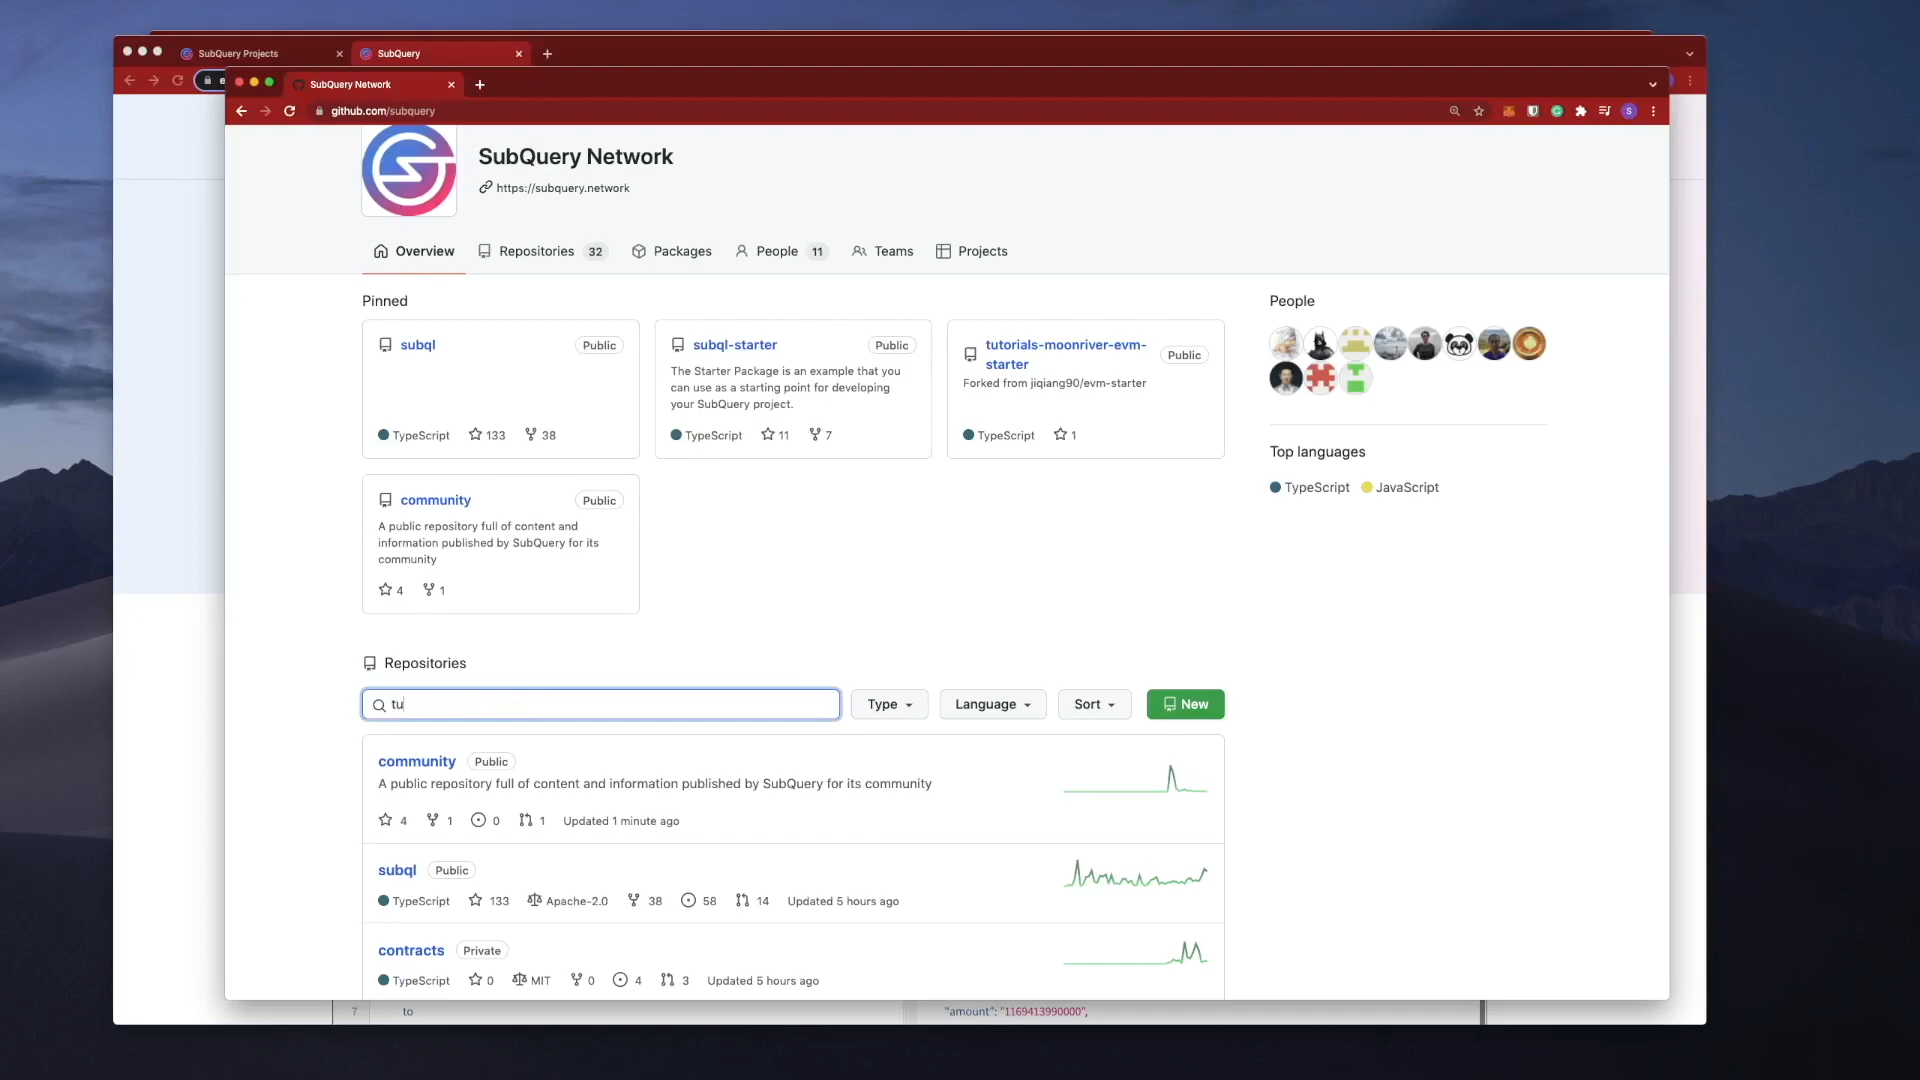 SubQuery Projects
SubQuery
SubQuery Network
github.com/subquery
S
SubQuery Network
https://subquery.network
Overview
Repositories 32
Packages
People 11
Teams
Projects
Pinned
subql Public
TypeScript 133 38
subql-starter Public
The Starter Package is an example that you
can use as a starting point for developing
your SubQuery project.
TypeScript 11 7
tutorials-moonriver-evm-
starter Public
Forked from jiqiang90/evm-starter
TypeScript 1
community Public
A public repository full of content and
information published by SubQuery for its
community
4 1
People
Top languages
TypeScript JavaScript
Repositories
tu
Type
Language
Sort
New
community Public
A public repository full of content and information published by SubQuery for its community
4 1 0 1 Updated 1 minute ago
subql Public
TypeScript 133 Apache-2.0 38 58 14 Updated 5 hours ago
contracts Private
TypeScript 0 MIT 0 4 3 Updated 5 hours ago
7 to
"amount": "1169413990000",